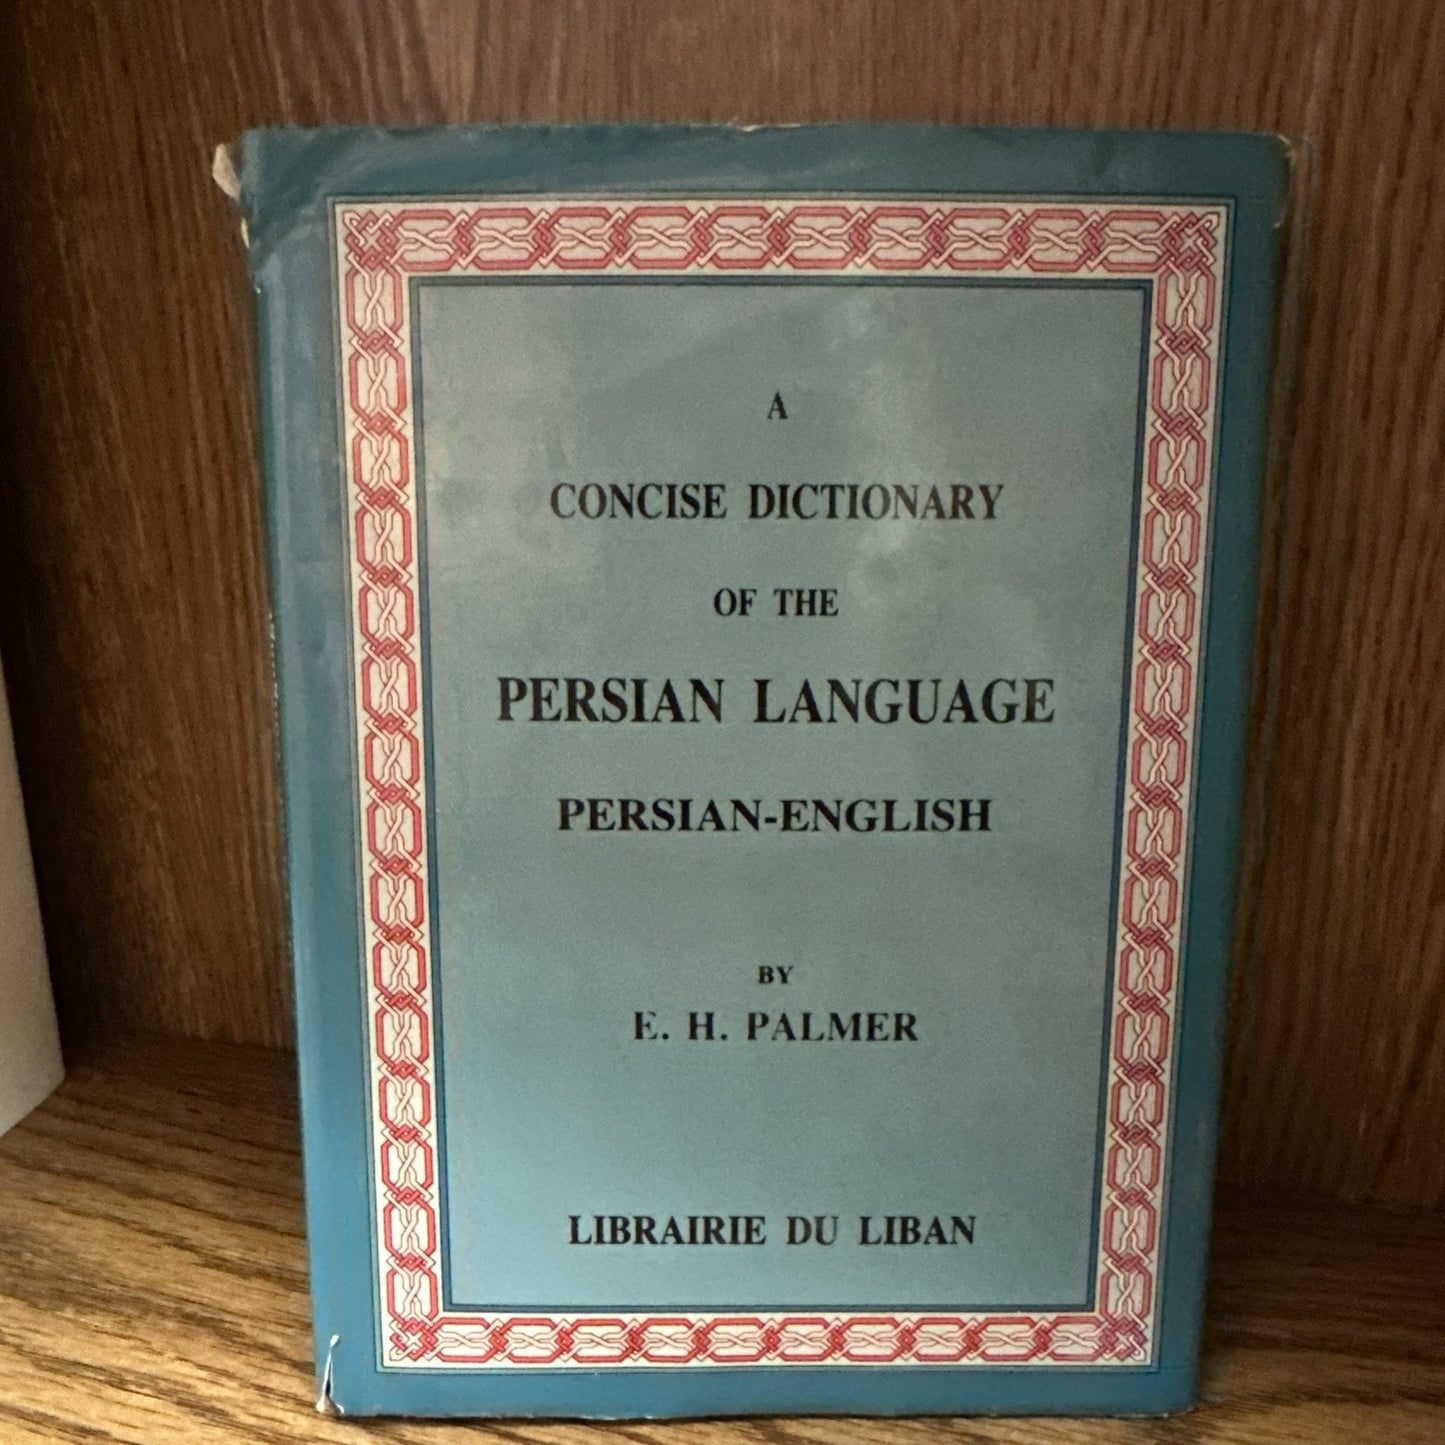 A
CONCISE DICTIONARY
OF THE
PERSIAN LANGUAGE
PERSIAN-ENGLISH
BY
E. H. PALMER
LIBRAIRIE DU LIBAN